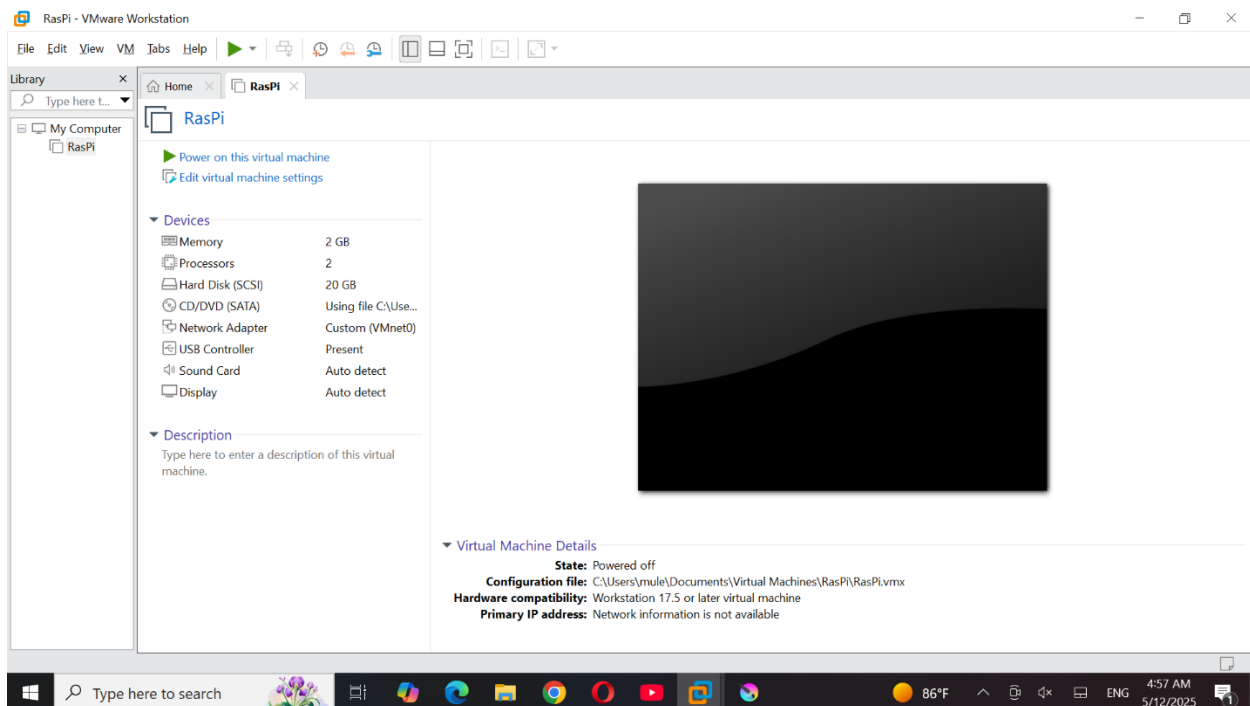 RasPi - VMware Workstation
File Edit View VM Tabs Help
Library
Type here t...
My Computer
RasPi
Home
RasPi
RasPi
Power on this virtual machine
Edit virtual machine settings
Devices
Memory 2 GB
Processors 2
Hard Disk (SCSI) 20 GB
CD/DVD (SATA) Using file C:\Use...
Network Adapter Custom (VMnet0)
USB Controller Present
Sound Card Auto detect
Display Auto detect
Description
Type here to enter a description of this virtual
machine.
Virtual Machine Details
State: Powered off
Configuration file: C:\Users\mule\Documents\Virtual Machines\RasPi\RasPi.vmx
Hardware compatibility: Workstation 17.5 or later virtual machine
Primary IP address: Network information is not available
Type here to search
86°F
ENG
4:57 AM
5/12/2025
1